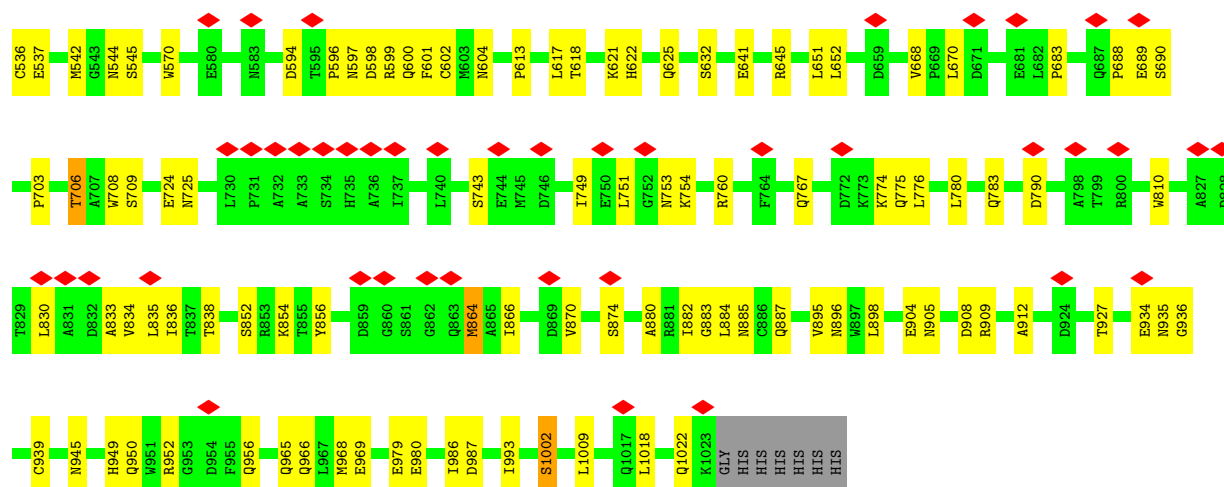 C536 E537 M542 G543 N544 S545 W570 E580 N583 D594 T595 P596 N597 D598 R599 Q600 F601 C602 M603 N604 P613 L617 T618 K621 H622 Q625 S632 E641 R645 L651 L652 D659 V668 P669 L670 D671 E681 L682 P683 Q687 P688 E689 S690
P703 T706 A707 W708 S709 E724 N725 L730 P731 A732 A733 S734 H735 A736 I737 L740 S743 E744 M745 D746 I749 E750 L751 G752 N753 K754 R760 F764 Q767 D772 K773 K774 Q775 L776 L780 Q783 D790 A798 T799 R800 W810 A827 D828
T829 L830 A831 D832 A833 V834 L835 I836 T837 T838 S852 R853 K854 T855 Y856 D859 G860 S861 G862 Q863 M864 A865 I866 D869 V870 S874 A880 R881 I882 G883 L884 N885 C886 Q887 V895 N896 W897 L898 E904 N905 D908 R909 A912 D924 T927 E934 N935 G936
C939 N945 H949 Q950 W951 R952 G953 D954 F955 Q956 Q965 Q966 L967 M968 E969 E979 E980 I986 D987 I993 S1002 L1009 Q1017 L1018 Q1022 K1023 GLY HIS HIS HIS HIS HIS HIS